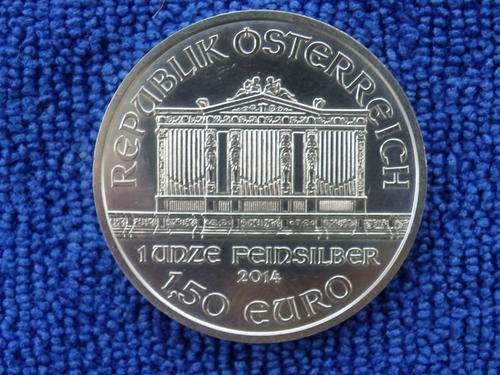 REPUBLIK ÖSTERREICH
1 UNZE FEINSILBER
2014
1,50 EURO